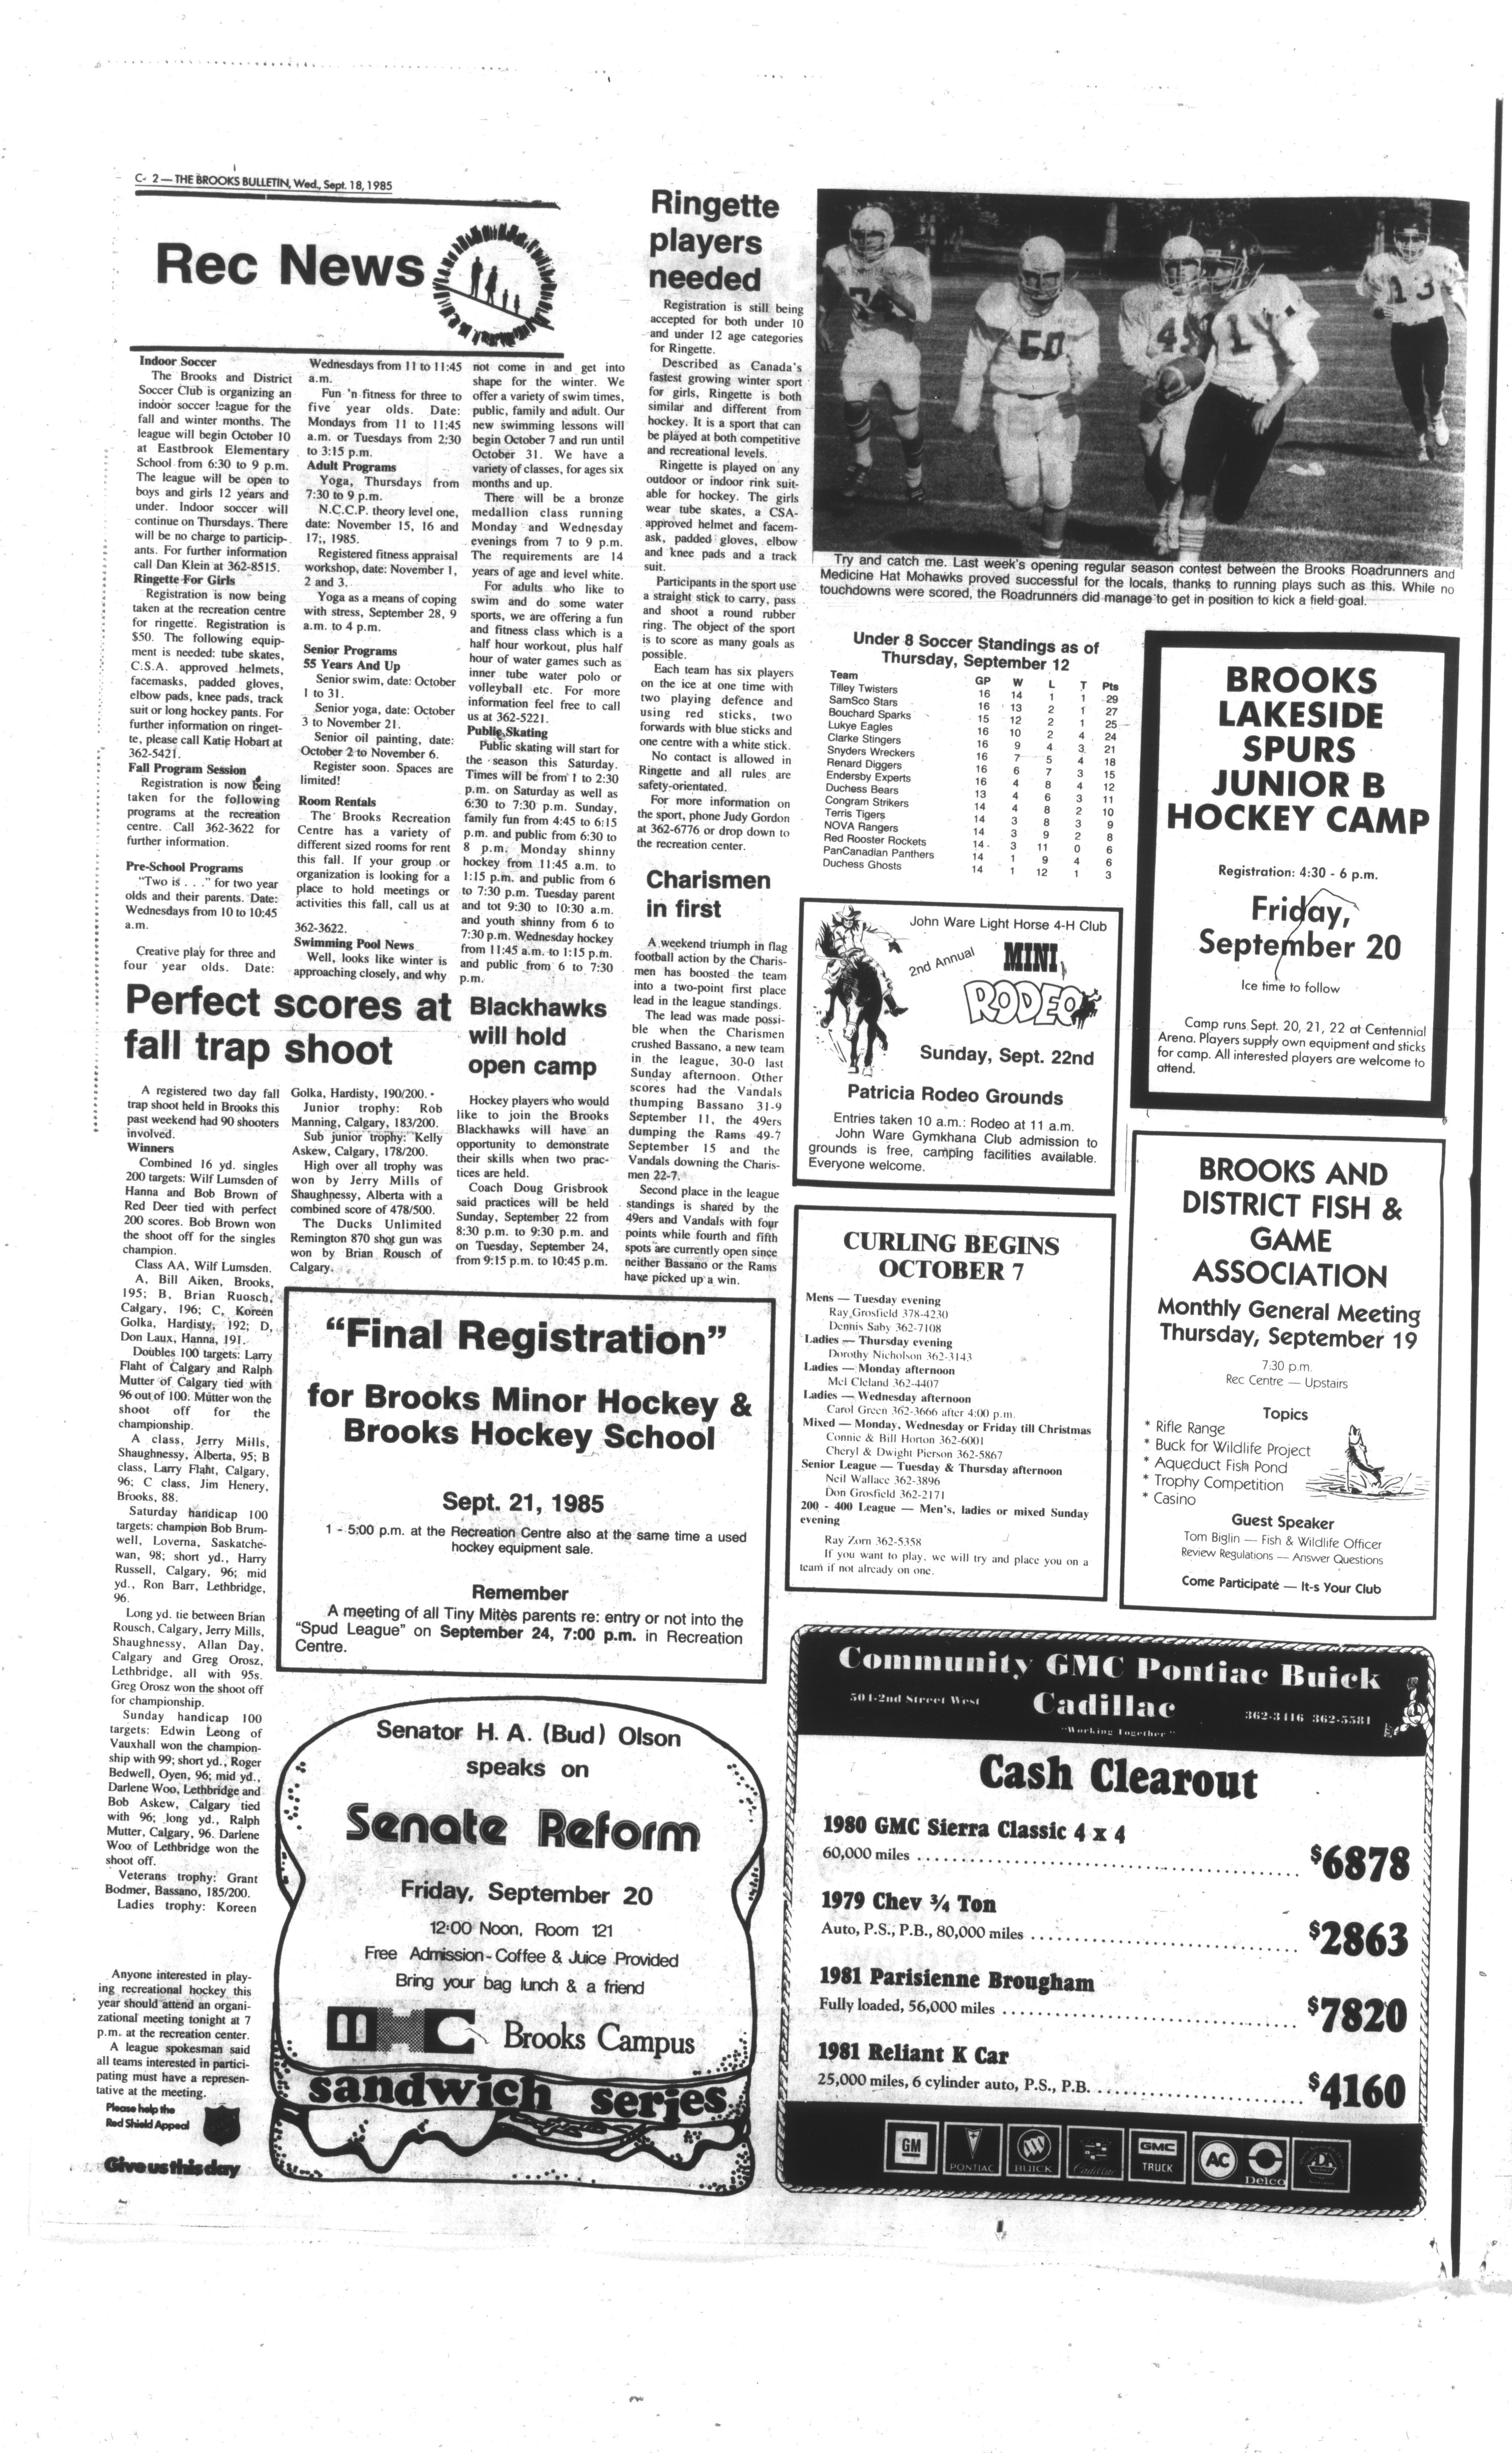 C- 2 — THE BROOKS BULLETIN, Wed., Sept. 18, 1985
Rec News
Indoor Soccer
The Brooks and District
Soccer Club is organizing an
indoor soccer league for the
fall and winter months. The
league will begin October 10
at Eastbrook Elementary
School from 6:30 to 9 p.m.
The league will be open to
boys and girls 12 years and
under. Indoor soccer will
continue on Thursdays. There
will be no charge to particip-
ants. For further information
call Dan Klein at 362-8515.
Ringette For Girls
Registration is now being
taken at the recreation centre
for ringette. Registration is
$50. The following equip-
ment is needed: tube skates,
C.S.A. approved helmets,
facemasks, padded gloves,
elbow pads, knee pads, track
suit or long hockey pants. For
further information on ringet-
te, please call Katie Hobart at
362-5421.
Fall Program Session
Registration is now being
taken for the following
programs at the recreation
centre. Call 362-3622 for
further information.
Pre-School Programs
"Two is . . ." for two year
olds and their parents. Date:
Wednesdays from 10 to 10:45
a.m.
Creative play for three and
four year olds. Date:
Wednesdays from 11 to 11:45
a.m.
Fun 'n fitness for three to
five year olds. Date:
Mondays from 11 to 11:45
a.m. or Tuesdays from 2:30
to 3:15 p.m.
Adult Programs
Yoga, Thursdays from
7:30 to 9 p.m.
N.C.C.P. theory level one,
date: November 15, 16 and
17;, 1985.
Registered fitness appraisal
workshop, date: November 1,
2 and 3.
Yoga as a means of coping
with stress, September 28, 9
a.m. to 4 p.m.
Senior Programs
55 Years And Up
Senior swim, date: October
1 to 31.
Senior yoga, date: October
3 to November 21.
Senior oil painting, date:
October 2 to November 6.
Register soon. Spaces are
limited!
Room Rentals
The Brooks Recreation
Centre has a variety of
different sized rooms for rent
this fall. If your group or
organization is looking for a
place to hold meetings or
activities this fall, call us at
362-3622.
Swimming Pool News
Well, looks like winter is
approaching closely, and why
not come in and get into
shape for the winter. We
offer a variety of swim times,
public, family and adult. Our
new swimming lessons will
begin October 7 and run until
October 31. We have a
variety of classes, for ages six
months and up.
There will be a bronze
medallion class running
Monday and Wednesday
evenings from 7 to 9 p.m.
The requirements are 14
years of age and level white.
For adults who like to
swim and do some water
sports, we are offering a fun
and fitness class which is a
half hour workout, plus half
hour of water games such as
inner tube water polo or
volleyball etc. For more
information feel free to call
us at 362-5221.
Public Skating
Public skating will start for
the season this Saturday.
Times will be from 1 to 2:30
p.m. on Saturday as well as
6:30 to 7:30 p.m. Sunday,
family fun from 4:45 to 6:15
p.m. and public from 6:30 to
8 p.m. Monday shinny
hockey from 11:45 a.m. to
1:15 p.m. and public from 6
to 7:30 p.m. Tuesday parent
and tot 9:30 to 10:30 a.m.
and youth shinny from 6 to
7:30 p.m. Wednesday hockey
from 11:45 a.m. to 1:15 p.m.
and public from 6 to 7:30
p.m.
Ringette
players
needed
Registration is still being
accepted for both under 10
and under 12 age categories
for Ringette.
Described as Canada's
fastest growing winter sport
for girls, Ringette is both
similar and different from
hockey. It is a sport that can
be played at both competitive
and recreational levels.
Ringette is played on any
outdoor or indoor rink suit-
able for hockey. The girls
wear tube skates, a CSA-
approved helmet and facem-
ask, padded gloves, elbow
and knee pads and a track
suit.
Participants in the sport use
a straight stick to carry, pass
and shoot a round rubber
ring. The object of the sport
is to score as many goals as
possible.
Each team has six players
on the ice at one time with
two playing defence and
using red sticks, two
forwards with blue sticks and
one centre with a white stick.
No contact is allowed in
Ringette and all rules are
safety-orientated.
For more information on
the sport, phone Judy Gordon
at 362-6776 or drop down to
the recreation center.
Charismen
in first
A weekend triumph in flag
football action by the Charis-
men has boosted the team
into a two-point first place
lead in the league standings.
The lead was made possi-
ble when the Charismen
crushed Bassano, a new team
in the league, 30-0 last
Sunday afternoon. Other
scores had the Vandals
thumping Bassano 31-9
September 11, the 49ers
dumping the Rams 49-7
September 15 and the
Vandals downing the Charis-
men 22-7.
Second place in the league
standings is shared by the
49ers and Vandals with four
points while fourth and fifth
spots are currently open since
neither Bassano or the Rams
have picked up a win.
50
1
13
Try and catch me. Last week's opening regular season contest between the Brooks Roadrunners and
Medicine Hat Mohawks proved successful for the locals, thanks to running plays such as this. While no
touchdowns were scored, the Roadrunners did manage to get in position to kick a field goal.
Under 8 Soccer Standings as of
Thursday, September 12
Team GP W L T Pts
Tilley Twisters 16 14 1 1 29
SamSco Stars 16 13 2 1 27
Bouchard Sparks 15 12 2 1 25
Lukye Eagles 16 10 2 4 24
Clarke Stingers 16 9 4 3 21
Snyders Wreckers 16 7 5 4 18
Renard Diggers 16 6 7 3 15
Endersby Experts 16 4 8 4 12
Duchess Bears 13 4 6 3 11
Congram Strikers 14 4 8 2 10
Terris Tigers 14 3 8 3 9
NOVA Rangers 14 3 9 2 8
Red Rooster Rockets 14 3 11 0 6
PanCanadian Panthers 14 1 9 4 6
Duchess Ghosts 14 1 12 1 3
BROOKS
LAKESIDE
SPURS
JUNIOR B
HOCKEY CAMP
Registration: 4:30 - 6 p.m.
Friday,
September 20
Ice time to follow
Camp runs Sept. 20, 21, 22 at Centennial
Arena. Players supply own equipment and sticks
for camp. All interested players are welcome to
attend.
John Ware Light Horse 4-H Club
2nd Annual
MINI
RODEO
Sunday, Sept. 22nd
Patricia Rodeo Grounds
Entries taken 10 a.m.: Rodeo at 11 a.m.
John Ware Gymkhana Club admission to
grounds is free, camping facilities available.
Everyone welcome.
Perfect scores at
fall trap shoot
A registered two day fall
trap shoot held in Brooks this
past weekend had 90 shooters
involved.
Winners
Combined 16 yd. singles
200 targets: Wilf Lumsden of
Hanna and Bob Brown of
Red Deer tied with perfect
200 scores. Bob Brown won
the shoot off for the singles
champion.
Class AA, Wilf Lumsden.
A, Bill Aiken, Brooks,
195; B, Brian Ruosch,
Calgary, 196; C, Koreen
Golka, Hardisty, 192; D,
Don Laux, Hanna, 191.
Doubles 100 targets: Larry
Flaht of Calgary and Ralph
Mutter of Calgary tied with
96 out of 100. Mutter won the
shoot off for the
championship.
A class, Jerry Mills,
Shaughnessy, Alberta, 95; B
class, Larry Flaht, Calgary,
96; C class, Jim Henery,
Brooks, 88.
Saturday handicap 100
targets: champion Bob Brum-
well, Loverna, Saskatche-
wan, 98; short yd., Harry
Russell, Calgary, 96; mid
yd., Ron Barr, Lethbridge,
96.
Long yd. tie between Brian
Rousch, Calgary, Jerry Mills,
Shaughnessy, Allan Day,
Calgary and Greg Orosz,
Lethbridge, all with 95s.
Greg Orosz won the shoot off
for championship.
Sunday handicap 100
targets: Edwin Leong of
Vauxhall won the champion-
ship with 99; short yd., Roger
Bedwell, Oyen, 96; mid yd.,
Darlene Woo, Lethbridge and
Bob Askew, Calgary tied
with 96; long yd., Ralph
Mutter, Calgary, 96. Darlene
Woo of Lethbridge won the
shoot off.
Veterans trophy: Grant
Bodmer, Bassano, 185/200.
Ladies trophy: Koreen
Golka, Hardisty, 190/200.
Junior trophy: Rob
Manning, Calgary, 183/200.
Sub junior trophy: Kelly
Askew, Calgary, 178/200.
High over all trophy was
won by Jerry Mills of
Shaughnessy, Alberta with a
combined score of 478/500.
The Ducks Unlimited
Remington 870 shot gun was
won by Brian Rousch of
Calgary.
Blackhawks
will hold
open camp
Hockey players who would
like to join the Brooks
Blackhawks will have an
opportunity to demonstrate
their skills when two prac-
tices are held.
Coach Doug Grisbrook
said practices will be held
Sunday, September 22 from
8:30 p.m. to 9:30 p.m. and
on Tuesday, September 24,
from 9:15 p.m. to 10:45 p.m.
CURLING BEGINS
OCTOBER 7
Mens — Tuesday evening
Ray Grosfield 378-4230
Dennis Saby 362-7108
Ladies — Thursday evening
Dorothy Nicholson 362-3143
Ladies — Monday afternoon
Mel Cleland 362-4407
Ladies — Wednesday afternoon
Carol Green 362-3666 after 4:00 p.m.
Mixed — Monday, Wednesday or Friday till Christmas
Connie & Bill Horton 362-6001
Cheryl & Dwight Pierson 362-5867
Senior League — Tuesday & Thursday afternoon
Neil Wallace 362-3896
Don Grosfield 362-2171
200 - 400 League — Men's, ladies or mixed Sunday
evening
Ray Zorn 362-5358
If you want to play, we will try and place you on a
team if not already on one.
BROOKS AND
DISTRICT FISH &
GAME
ASSOCIATION
Monthly General Meeting
Thursday, September 19
7:30 p.m.
Rec Centre — Upstairs
Topics
* Rifle Range
* Buck for Wildlife Project
* Aqueduct Fish Pond
* Trophy Competition
* Casino
Guest Speaker
Tom Biglin — Fish & Wildlife Officer
Review Regulations — Answer Questions
Come Participate — It-s Your Club
"Final Registration"
for Brooks Minor Hockey &
Brooks Hockey School
Sept. 21, 1985
1 - 5:00 p.m. at the Recreation Centre also at the same time a used
hockey equipment sale.
Remember
A meeting of all Tiny Mites parents re: entry or not into the
"Spud League" on September 24, 7:00 p.m. in Recreation
Centre.
Anyone interested in play-
ing recreational hockey this
year should attend an organi-
zational meeting tonight at 7
p.m. at the recreation center.
A league spokesman said
all teams interested in partici-
pating must have a represen-
tative at the meeting.
Please help the
Red Shield Appeal
Give us this day
Senator H. A. (Bud) Olson
speaks on
Senate Reform
Friday, September 20
12:00 Noon, Room 121
Free Admission - Coffee & Juice Provided
Bring your bag lunch & a friend
MHC Brooks Campus
sandwich series
Community GMC Pontiac Buick
Cadillac
501-2nd Street West
362-3416 362-5581
"Working Together"
Cash Clearout
1980 GMC Sierra Classic 4 x 4
60,000 miles $6878
1979 Chev ¾ Ton
Auto, P.S., P.B., 80,000 miles $2863
1981 Parisienne Brougham
Fully loaded, 56,000 miles $7820
1981 Reliant K Car
25,000 miles, 6 cylinder auto, P.S., P.B. $4160
GM
PONTIAC
BUICK
Cadillac
GMC
TRUCK
AC
Delco